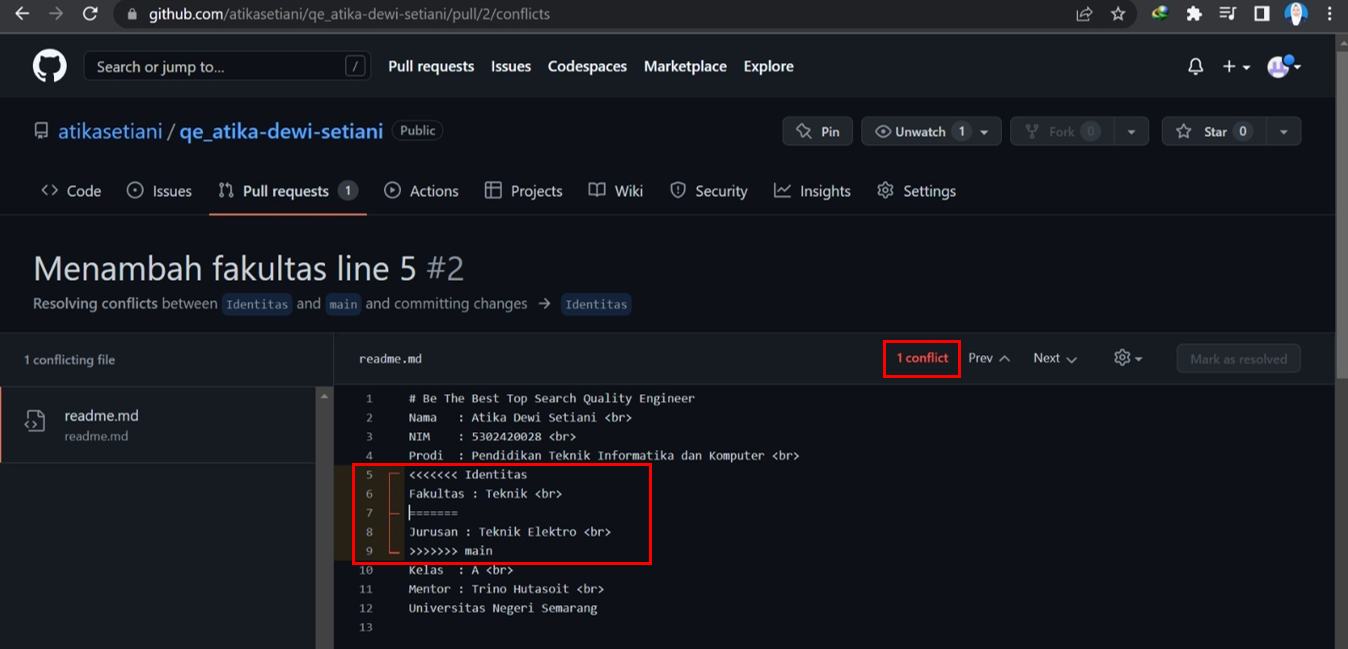 github.com/atikasetiani/qe_atika-dewi-setiani/pull/2/conflicts
Search or jump to... / Pull requests Issues Codespaces Marketplace Explore
atikasetiani / qe_atika-dewi-setiani Public Pin Unwatch 1 Fork 0 Star 0
Code Issues Pull requests 1 Actions Projects Wiki Security Insights Settings
Menambah fakultas line 5 #2
Resolving conflicts between Identitas and main and committing changes → Identitas
1 conflicting file
readme.md
readme.md
readme.md 1 conflict Prev Next Mark as resolved
1 # Be The Best Top Search Quality Engineer
2 Nama : Atika Dewi Setiani <br>
3 NIM : 5302420028 <br>
4 Prodi : Pendidikan Teknik Informatika dan Komputer <br>
5 <<<<<<< Identitas
6 Fakultas : Teknik <br>
7 =======
8 Jurusan : Teknik Elektro <br>
9 >>>>>>> main
10 Kelas : A <br>
11 Mentor : Trino Hutasoit <br>
12 Universitas Negeri Semarang
13